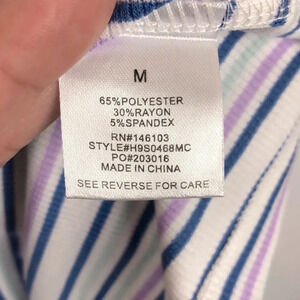 M
65%POLYESTER
30%RAYON
5%SPANDEX
RN#146103
STYLE#H9S0468MC
PO#203016
MADE IN CHINA
SEE REVERSE FOR CARE